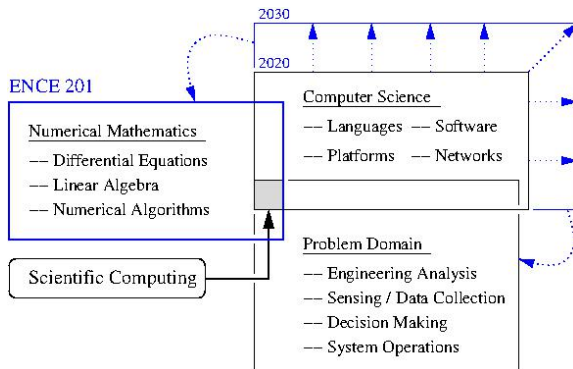 2030
2020
ENCE 201
Computer Science
–– Languages –– Software
–– Platforms –– Networks
Numerical Mathematics
–– Differential Equations
–– Linear Algebra
–– Numerical Algorithms
Scientific Computing
Problem Domain
–– Engineering Analysis
–– Sensing / Data Collection
–– Decision Making
–– System Operations